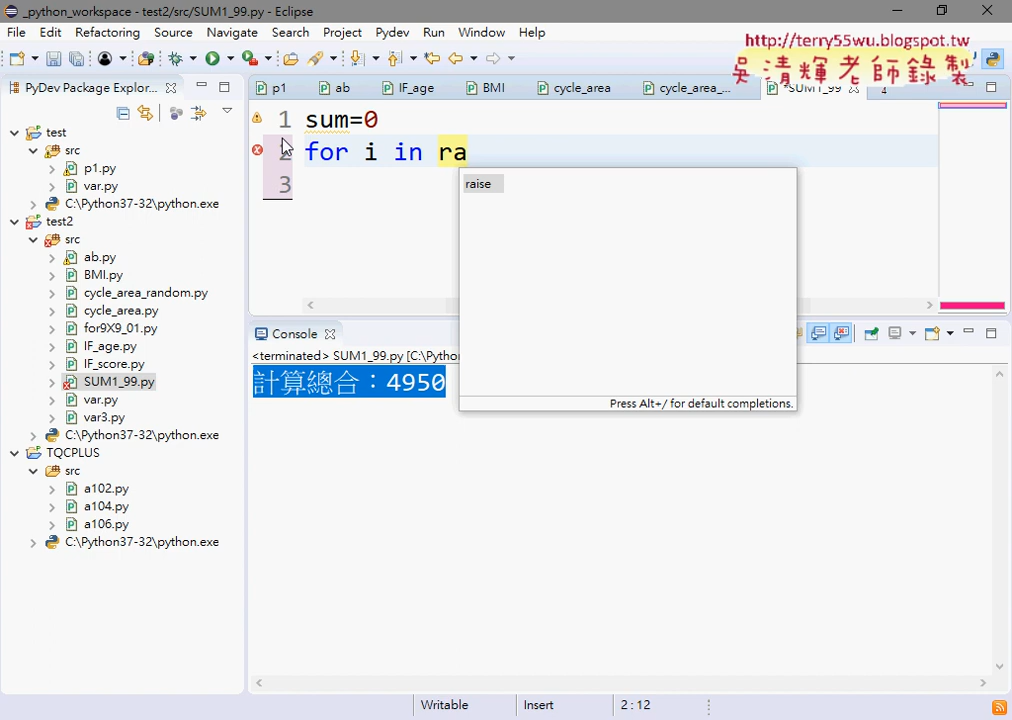 _python_workspace - test2/src/SUM1_99.py - Eclipse
File Edit Refactoring Source Navigate Search Project Pydev Run Window Help
http://terry55wu.blogspot.tw
吳清輝老師錄製
PyDev Package Explor...
p1
ab
IF_age
BMI
cycle_area
cycle_area_...
*SUM1_99
test
src
p1.py
var.py
C:\Python37-32\python.exe
test2
src
ab.py
BMI.py
cycle_area_random.py
cycle_area.py
for9X9_01.py
IF_age.py
IF_score.py
SUM1_99.py
var.py
var3.py
C:\Python37-32\python.exe
TQCPLUS
src
a102.py
a104.py
a106.py
C:\Python37-32\python.exe
1 sum=0
2 for i in ra
3
raise
Press Alt+/ for default completions.
Console
<terminated> SUM1_99.py [C:\Pytho
計算總合：4950
Writable
Insert
2 : 12